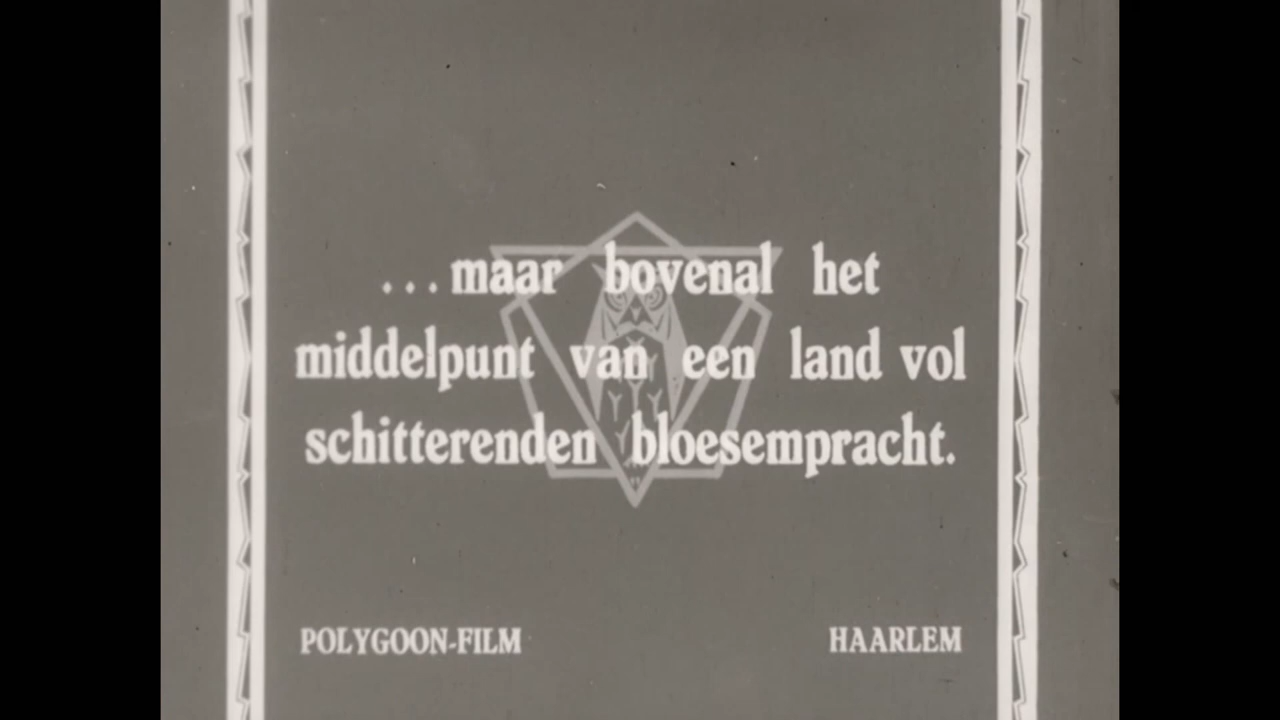 ...maar bovenal het
middelpunt van een land vol
schitterenden bloesempracht.
POLYGOON-FILM HAARLEM